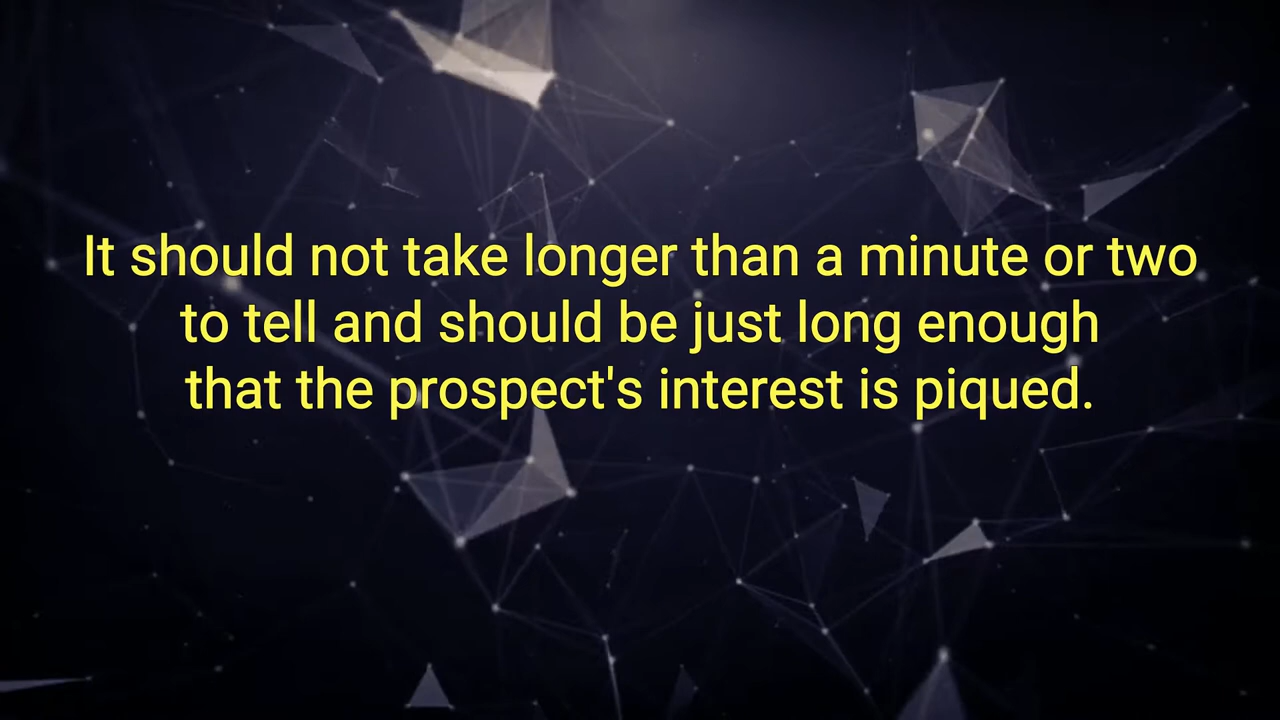 It should not take longer than a minute or two
to tell and should be just long enough
that the prospect's interest is piqued.